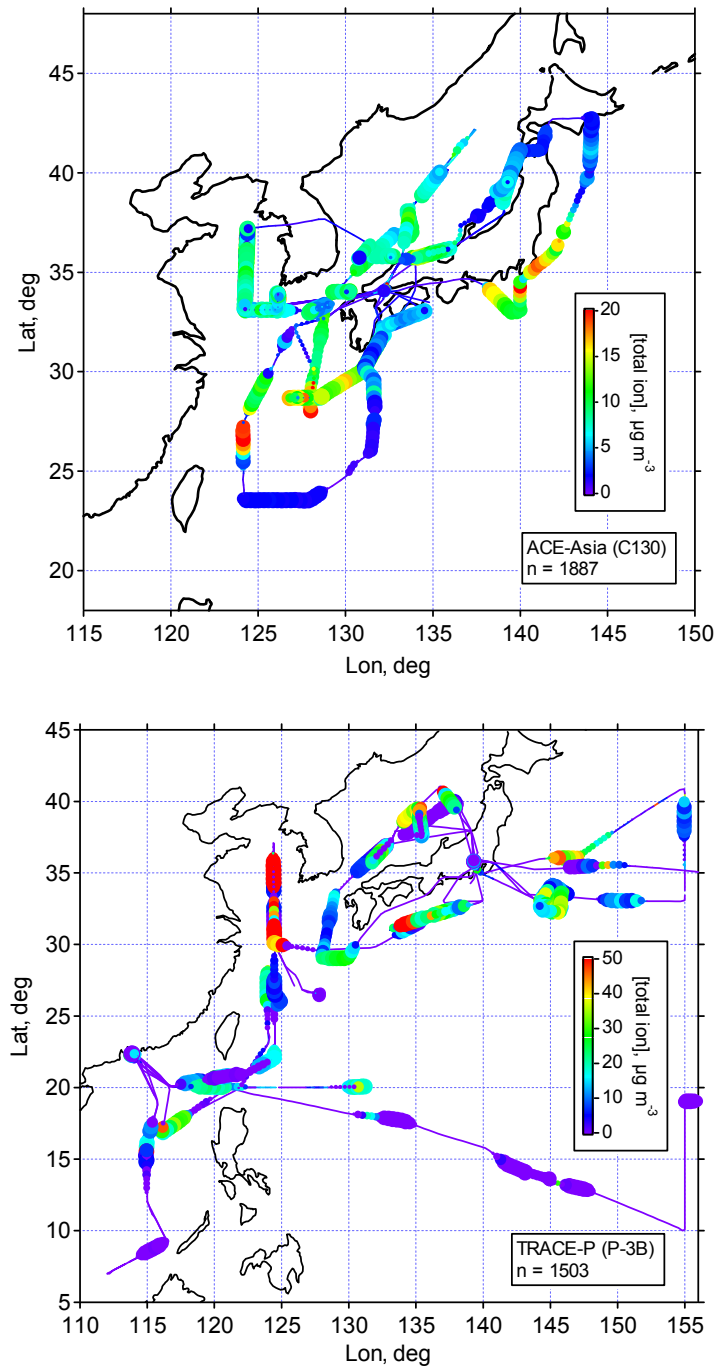 45
40
35
30
25
20
Lat, deg
20
15
10
5
0
[total ion], µg m-3
ACE-Asia (C130)
n = 1887
115 120 125 130 135 140 145 150
Lon, deg
45
40
35
30
25
20
15
10
5
Lat, deg
50
40
30
20
10
0
[total ion], µg m-3
TRACE-P (P-3B)
n = 1503
110 115 120 125 130 135 140 145 150 155
Lon, deg